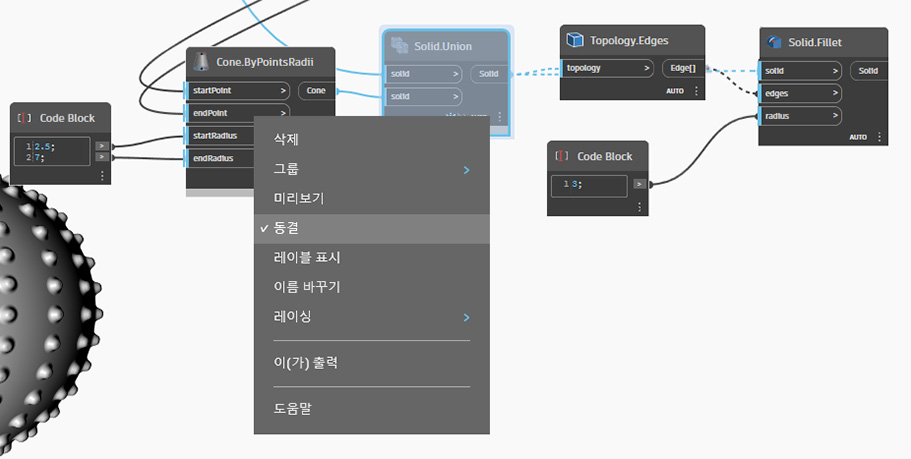 Code Block
1 2.5;
2 7;
>
>
Cone.ByPointsRadii
startPoint >
Cone
endPoint >
startRadius >
endRadius >
Solid.Union
solid >
Solid
solid >
Topology.Edges
topology >
Edge[]
AUTO
Solid.Fillet
solid >
Solid
edges >
radius >
AUTO
Code Block
1 3;
>
삭제
그룹 >
미리보기
✓ 동결
레이블 표시
이름 바꾸기
레이싱 >
이(가) 출력
도움말